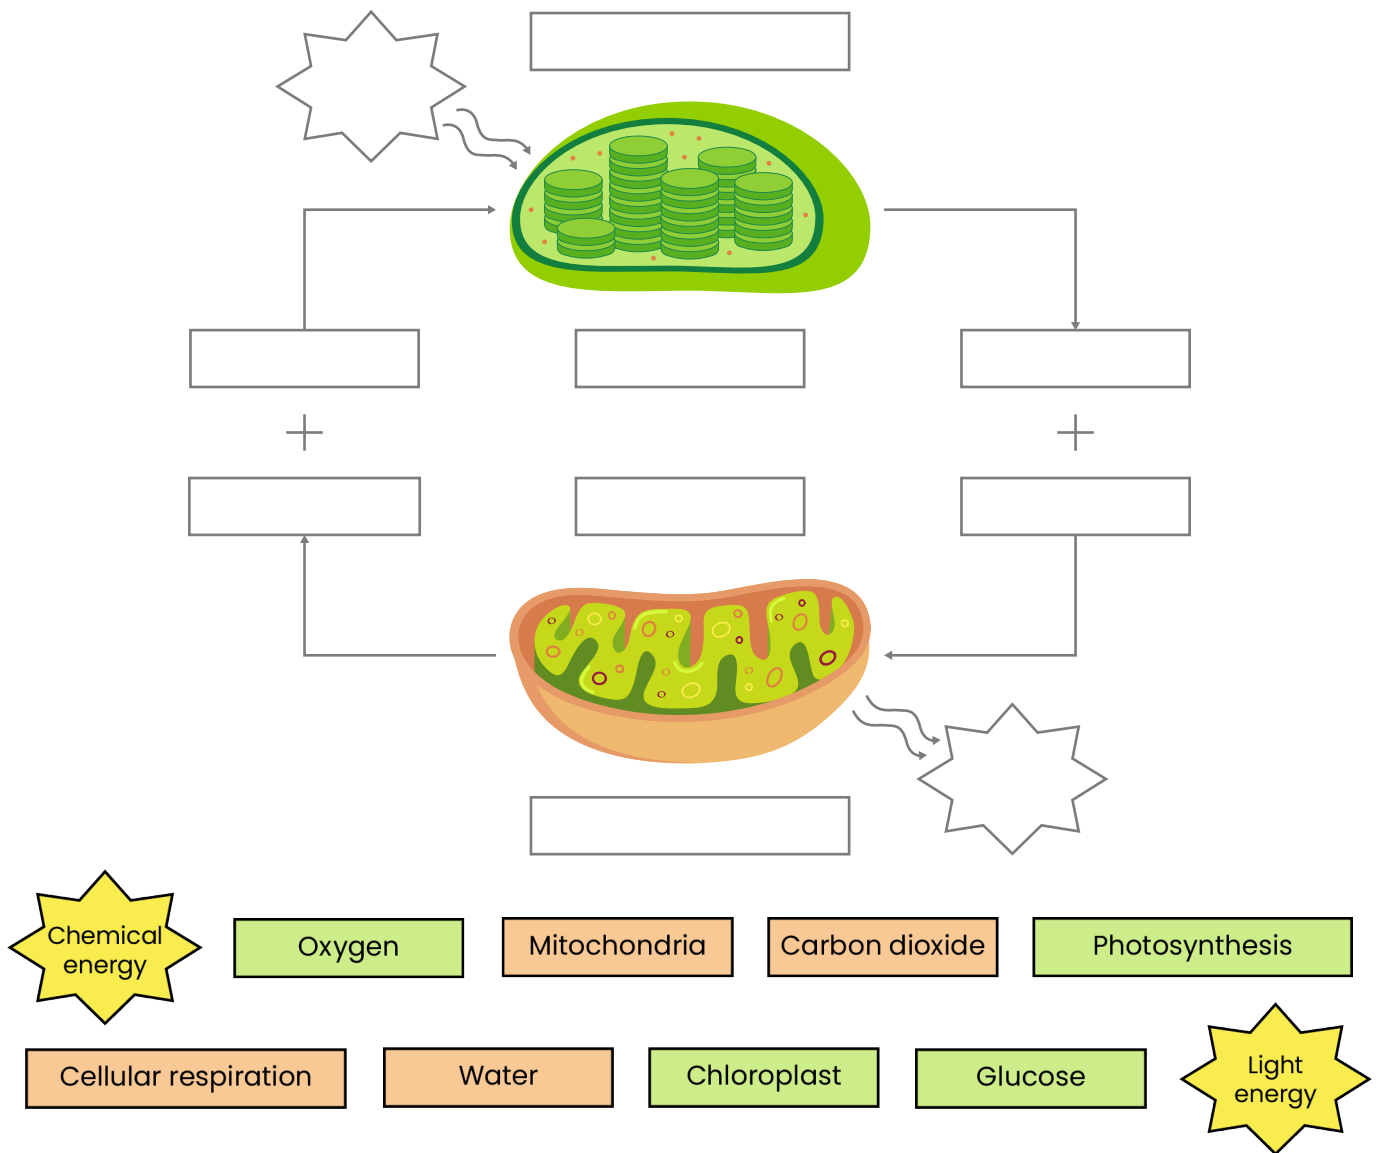 Chemical
energy
Oxygen
Mitochondria
Carbon dioxide
Photosynthesis
Cellular respiration
Water
Chloroplast
Glucose
Light
energy